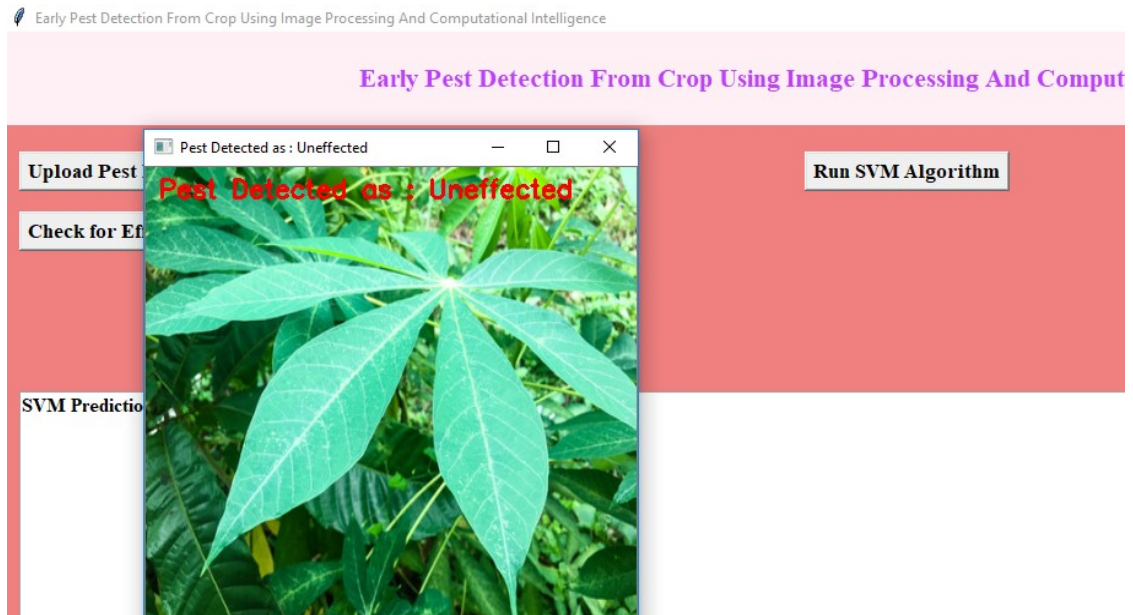 Early Pest Detection From Crop Using Image Processing And Computational Intelligence
Early Pest Detection From Crop Using Image Processing And Comput
Pest Detected as : Uneffected
Upload Pest
Run SVM Algorithm
Pest Detected as : Uneffected
Check for Ef
SVM Predictio